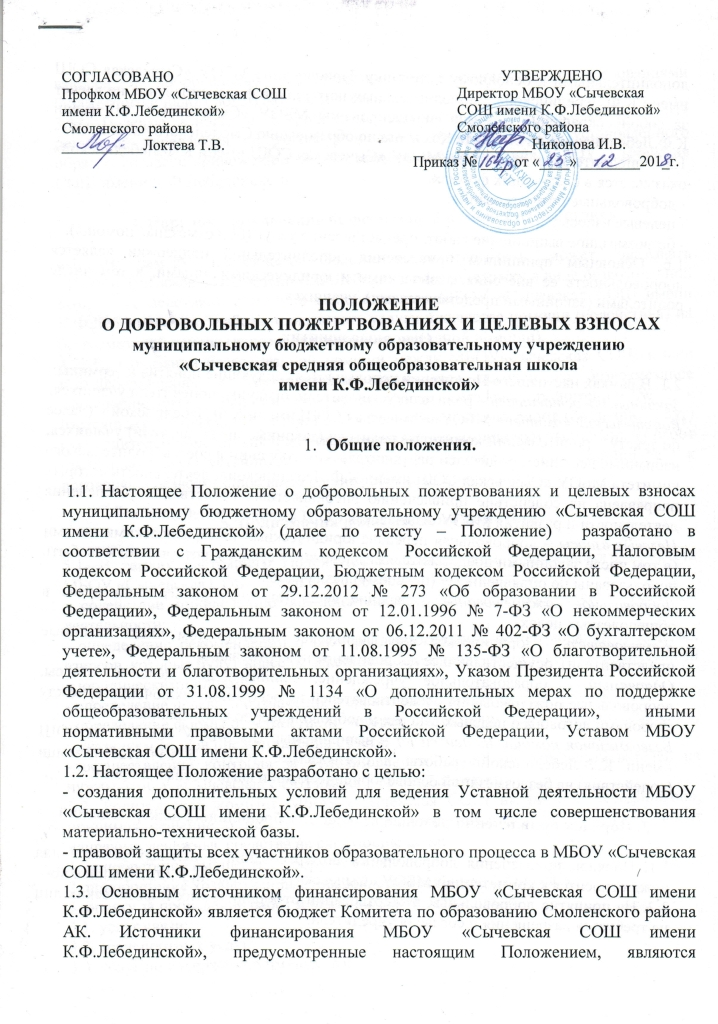 СОГЛАСОВАНО
Профком МБОУ «Сычевская СОШ
имени К.Ф.Лебединской»
Смоленского района
__________Локтева Т.В.
УТВЕРЖДЕНО
Директор МБОУ «Сычевская
СОШ имени К.Ф.Лебединской»
Смоленского района
__________Никонова И.В.
Приказ № 164р от « 25 » 12 2018 г.
ПОЛОЖЕНИЕ
О ДОБРОВОЛЬНЫХ ПОЖЕРТВОВАНИЯХ И ЦЕЛЕВЫХ ВЗНОСАХ
муниципальному бюджетному образовательному учреждению
«Сычевская средняя общеобразовательная школа
имени К.Ф.Лебединской»
1. Общие положения.
1.1. Настоящее Положение о добровольных пожертвованиях и целевых взносах
муниципальному бюджетному образовательному учреждению «Сычевская СОШ
имени К.Ф.Лебединской» (далее по тексту – Положение) разработано в
соответствии с Гражданским кодексом Российской Федерации, Налоговым
кодексом Российской Федерации, Бюджетным кодексом Российской Федерации,
Федеральным законом от 29.12.2012 № 273 «Об образовании в Российской
Федерации», Федеральным законом от 12.01.1996 № 7-ФЗ «О некоммерческих
организациях», Федеральным законом от 06.12.2011 № 402-ФЗ «О бухгалтерском
учете», Федеральным законом от 11.08.1995 № 135-ФЗ «О благотворительной
деятельности и благотворительных организациях», Указом Президента Российской
Федерации от 31.08.1999 № 1134 «О дополнительных мерах по поддержке
общеобразовательных учреждений в Российской Федерации», иными
нормативными правовыми актами Российской Федерации, Уставом МБОУ
«Сычевская СОШ имени К.Ф.Лебединской».
1.2. Настоящее Положение разработано с целью:
- создания дополнительных условий для ведения Уставной деятельности МБОУ
«Сычевская СОШ имени К.Ф.Лебединской» в том числе совершенствования
материально-технической базы.
- правовой защиты всех участников образовательного процесса в МБОУ «Сычевская
СОШ имени К.Ф.Лебединской».
1.3. Основным источником финансирования МБОУ «Сычевская СОШ имени
К.Ф.Лебединской» является бюджет Комитета по образованию Смоленского района
АК. Источники финансирования МБОУ «Сычевская СОШ имени
К.Ф.Лебединской», предусмотренные настоящим Положением, являются